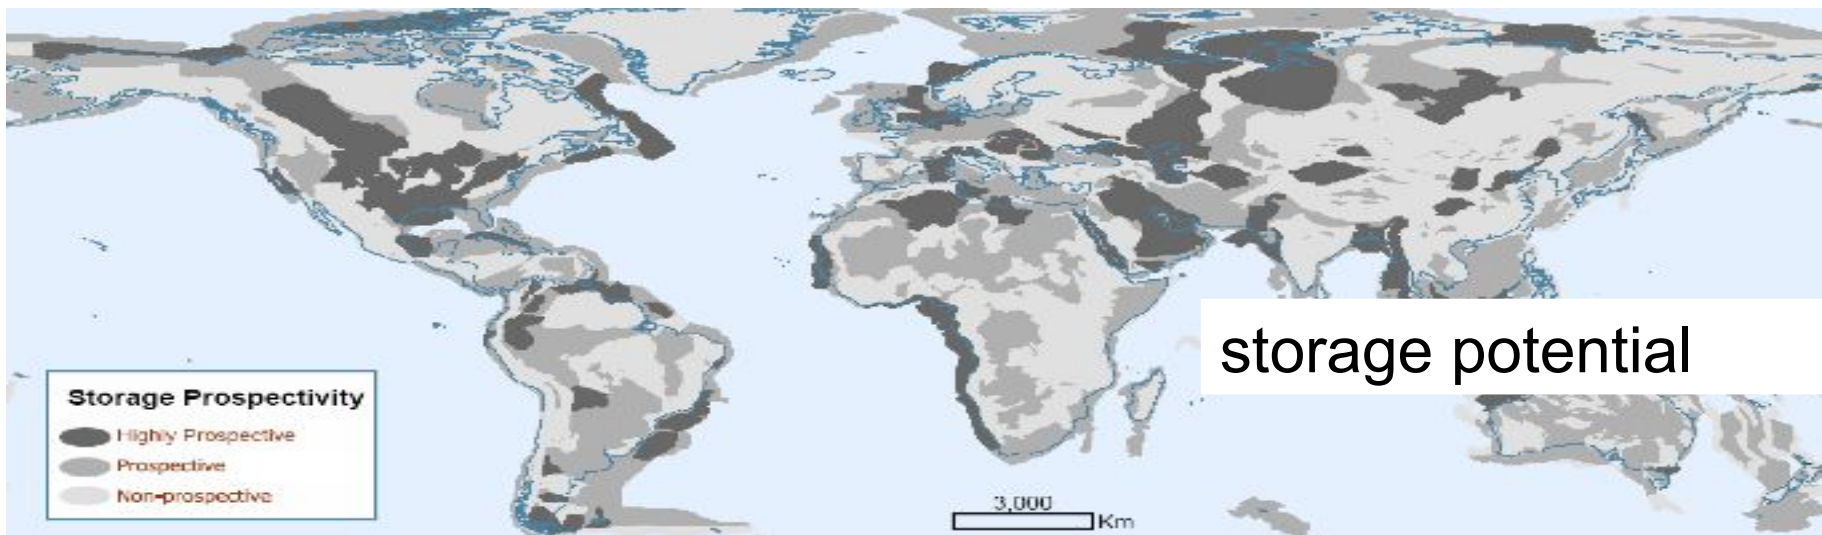 storage potential
Storage Prospectivity
Highly Prospective
Prospective
Non-prospective
3,000
Km